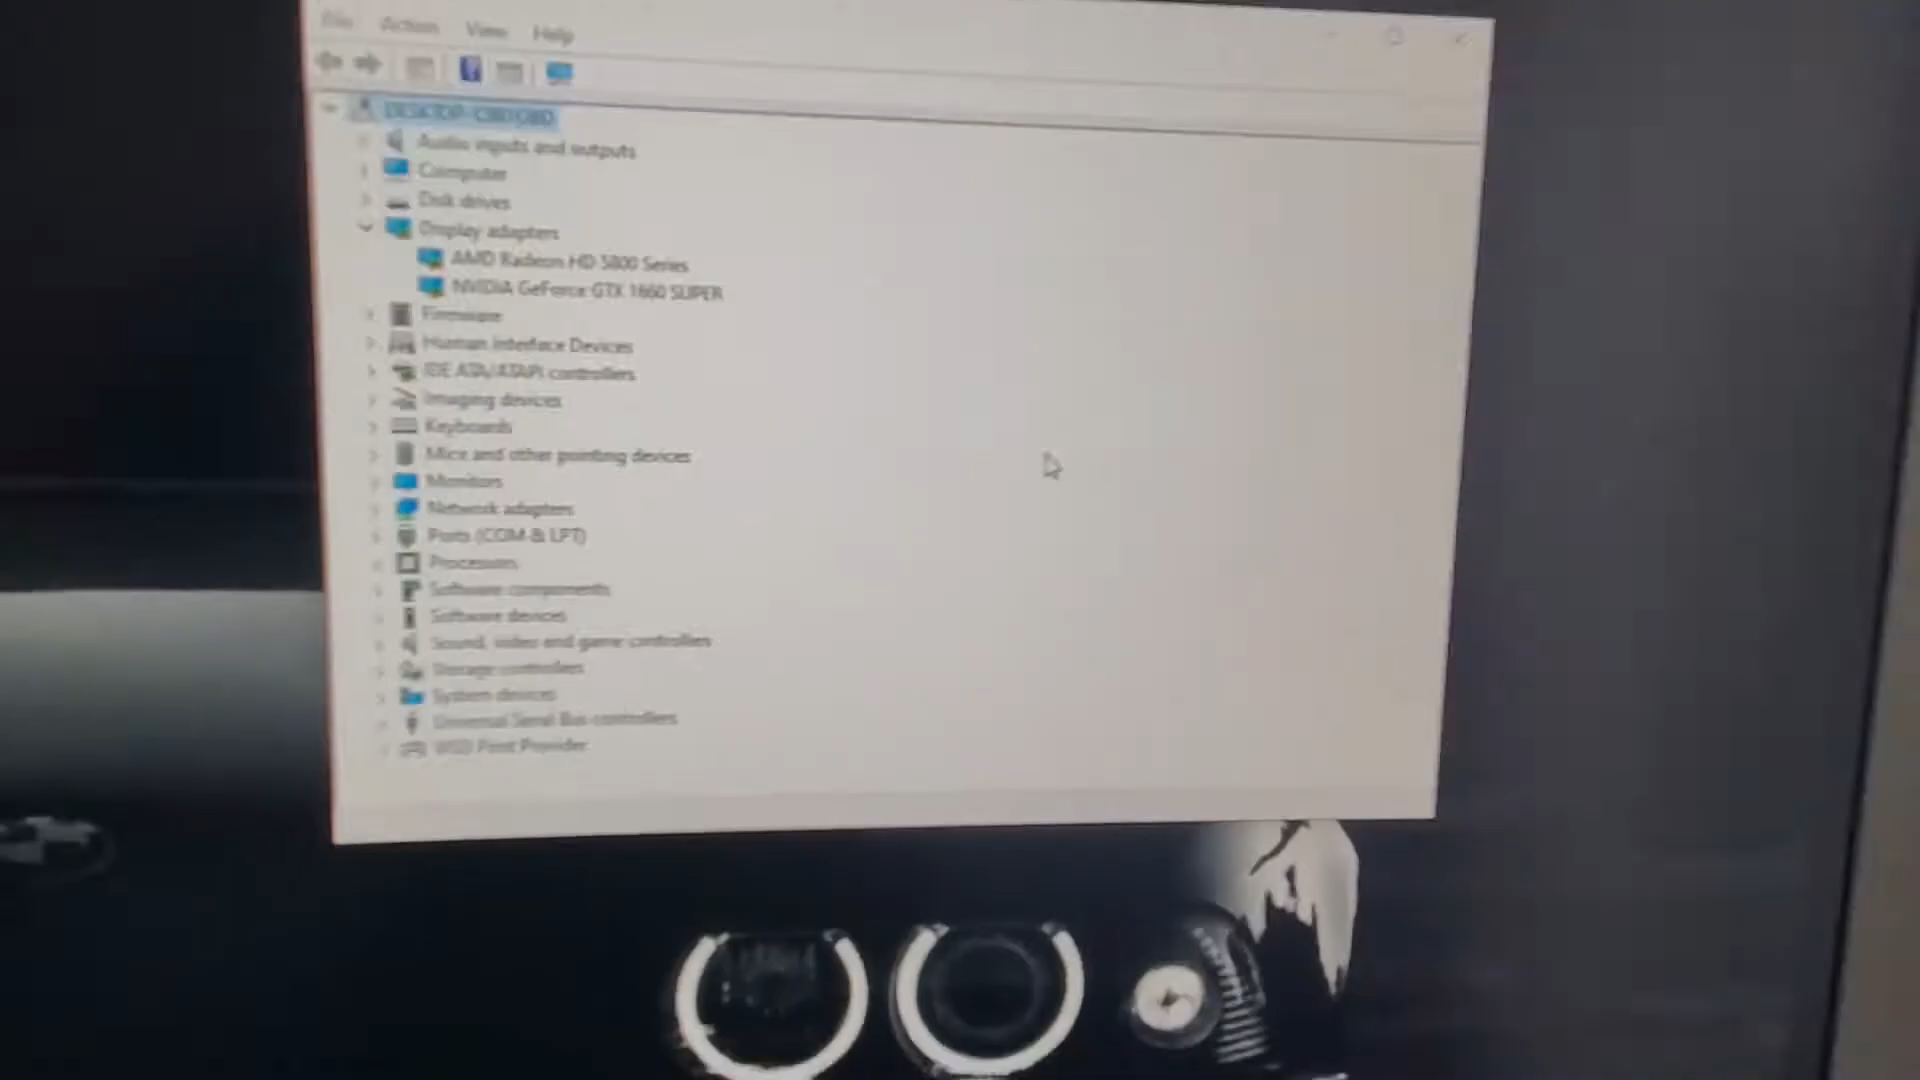 File Action View Help
Audio inputs and outputs
Computer
Disk drives
Display adapters
AMD Radeon HD 5800 Series
NVIDIA GeForce GTX 1660 SUPER
Firmware
Human Interface Devices
IDE ATA/ATAPI controllers
Imaging devices
Keyboards
Mice and other pointing devices
Monitors
Network adapters
Ports (COM & LPT)
Processors
Software components
Software devices
Sound, video and game controllers
Storage controllers
System devices
Universal Serial Bus controllers
WSD Print Provider